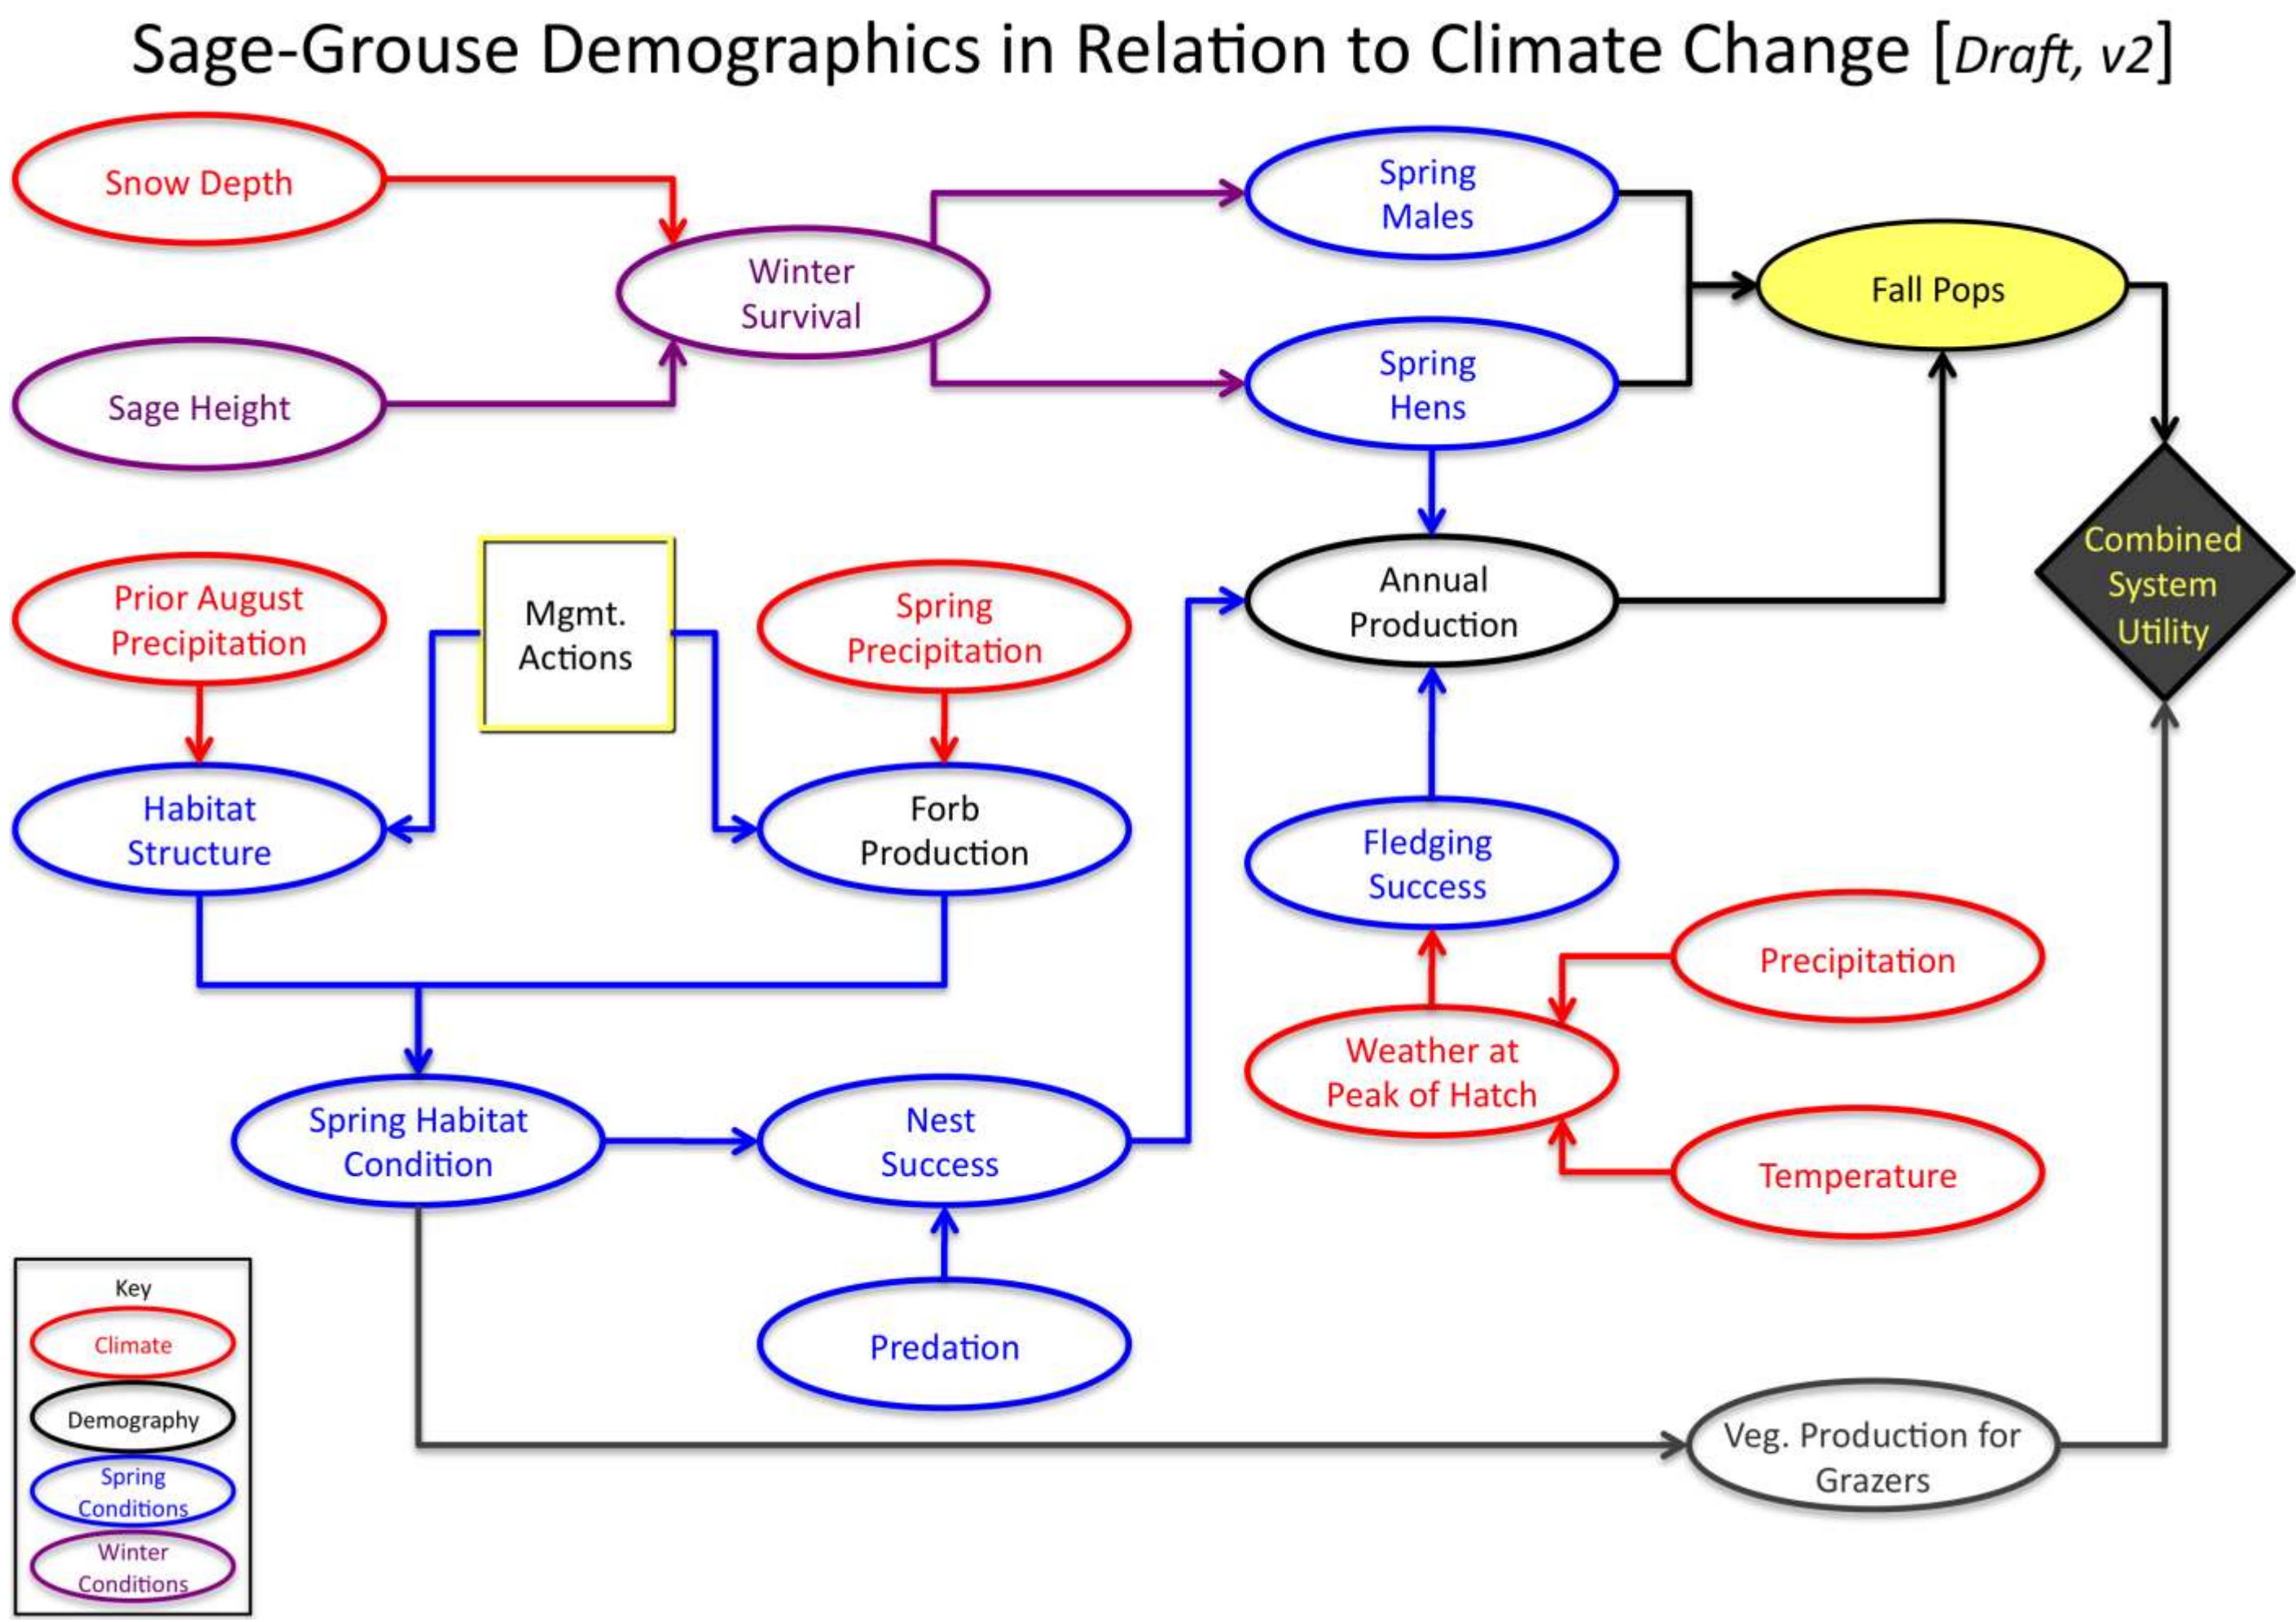 Sage-Grouse Demographics in Relation to Climate Change [Draft, v2]
Snow Depth
Spring
Males
Winter
Survival
Fall Pops
Sage Height
Spring
Hens
Prior August
Precipitation
Mgmt.
Actions
Spring
Precipitation
Annual
Production
Combined
System
Utility
Habitat
Structure
Forb
Production
Fledging
Success
Precipitation
Weather at
Peak of Hatch
Spring Habitat
Condition
Nest
Success
Temperature
Predation
Veg. Production for
Grazers
Key
Climate
Demography
Spring
Conditions
Winter
Conditions